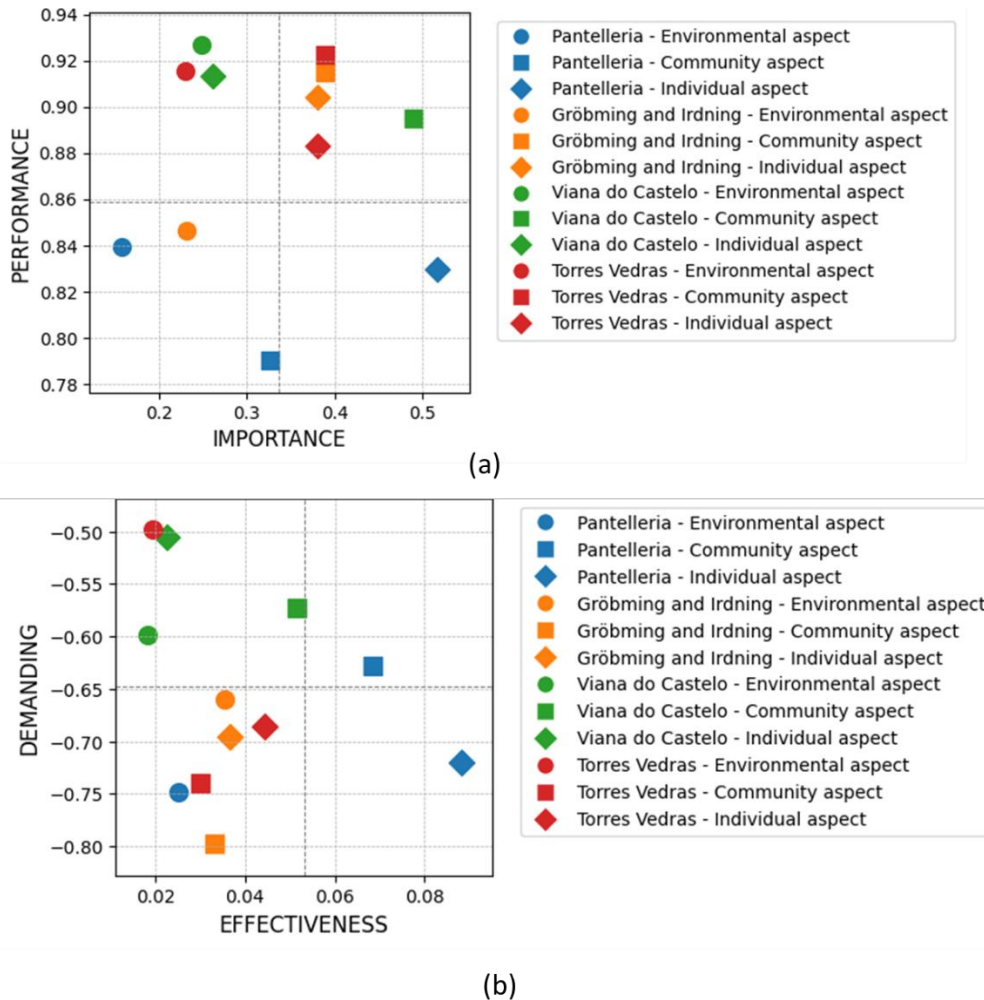 0.94
0.92
0.90
0.88
0.86
0.84
0.82
0.80
0.78
PERFORMANCE
0.2 0.3 0.4 0.5
IMPORTANCE
Pantelleria - Environmental aspect
Pantelleria - Community aspect
Pantelleria - Individual aspect
Gröbming and Irdning - Environmental aspect
Gröbming and Irdning - Community aspect
Gröbming and Irdning - Individual aspect
Viana do Castelo - Environmental aspect
Viana do Castelo - Community aspect
Viana do Castelo - Individual aspect
Torres Vedras - Environmental aspect
Torres Vedras - Community aspect
Torres Vedras - Individual aspect
(a)
−0.50
−0.55
−0.60
−0.65
−0.70
−0.75
−0.80
DEMANDING
0.02 0.04 0.06 0.08
EFFECTIVENESS
Pantelleria - Environmental aspect
Pantelleria - Community aspect
Pantelleria - Individual aspect
Gröbming and Irdning - Environmental aspect
Gröbming and Irdning - Community aspect
Gröbming and Irdning - Individual aspect
Viana do Castelo - Environmental aspect
Viana do Castelo - Community aspect
Viana do Castelo - Individual aspect
Torres Vedras - Environmental aspect
Torres Vedras - Community aspect
Torres Vedras - Individual aspect
(b)